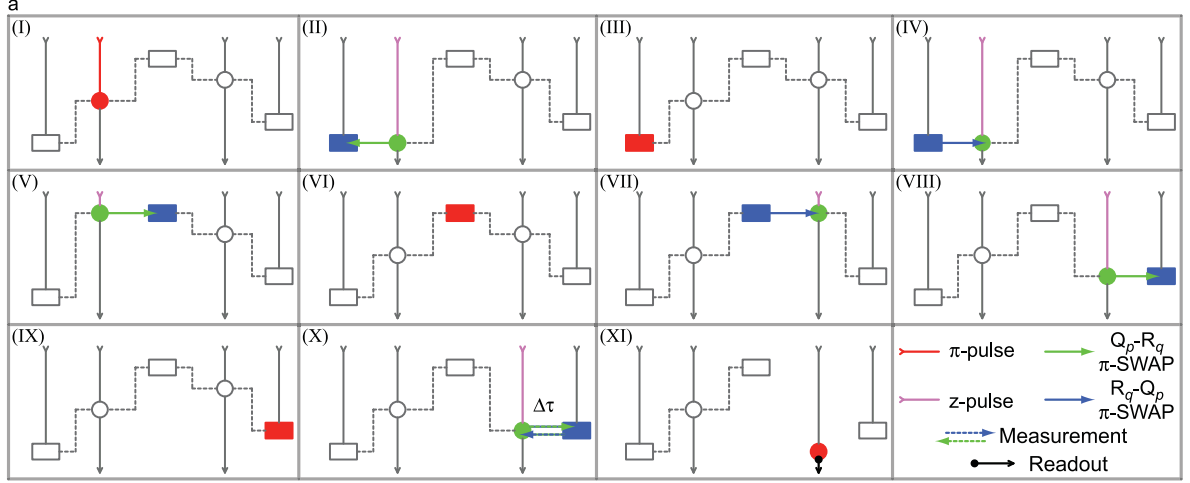 a
(I)
(II)
(III)
(IV)
(V)
(VI)
(VII)
(VIII)
(IX)
(X)
Δτ
(XI)
π-pulse
Qp-Rq
π-SWAP
z-pulse
Rq-Qp
π-SWAP
Measurement
Readout